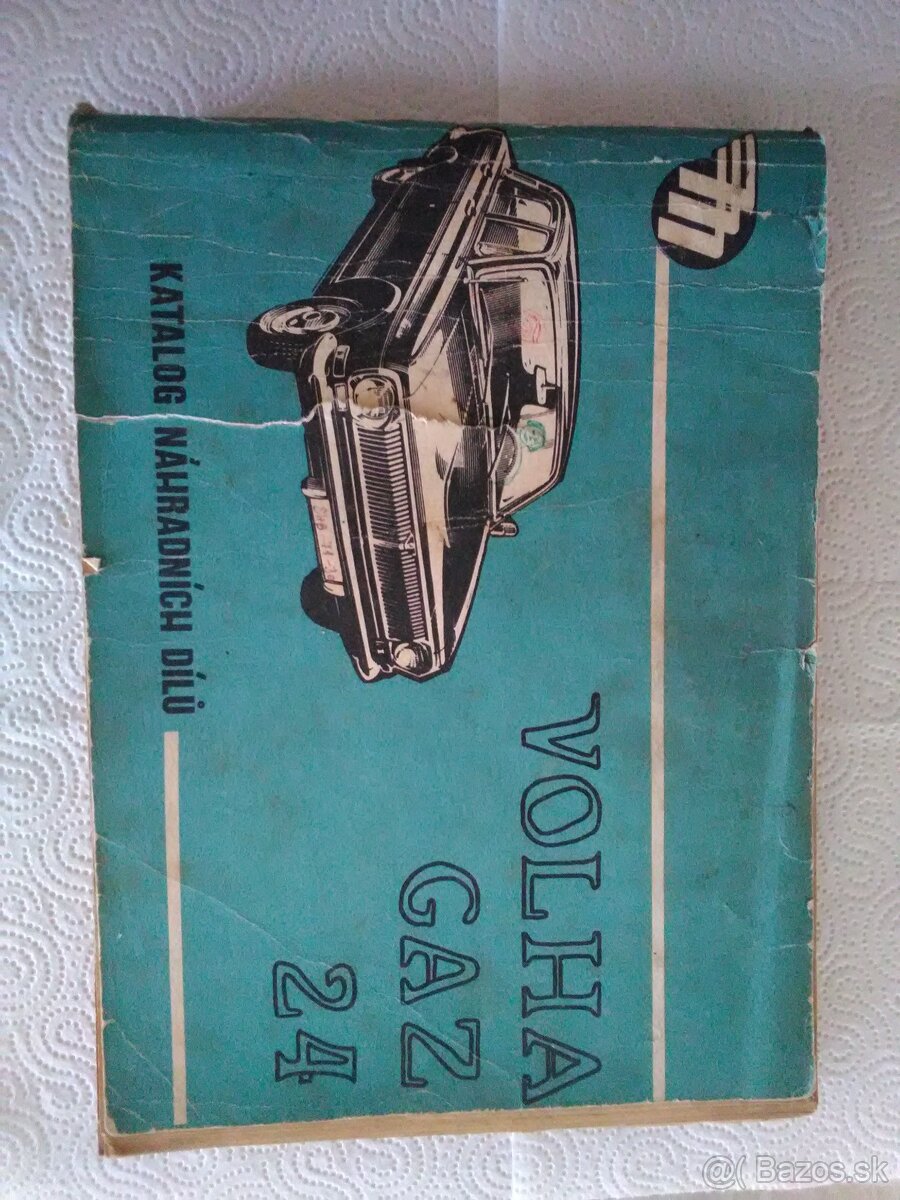 VOLHA
GAZ
24
KATALOG NÁHRADNÍCH DÍLŮ
@( Bazos.sk